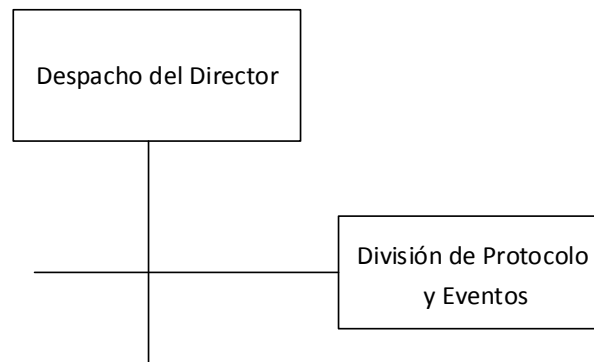 Despacho del Director
División de Protocolo
y Eventos